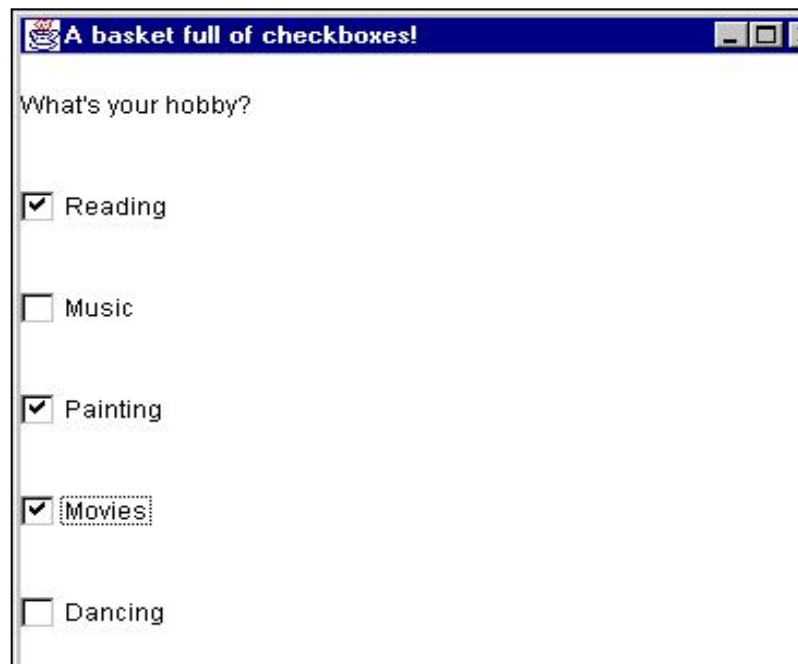 A basket full of checkboxes!
What's your hobby?
Reading
Music
Painting
Movies
Dancing